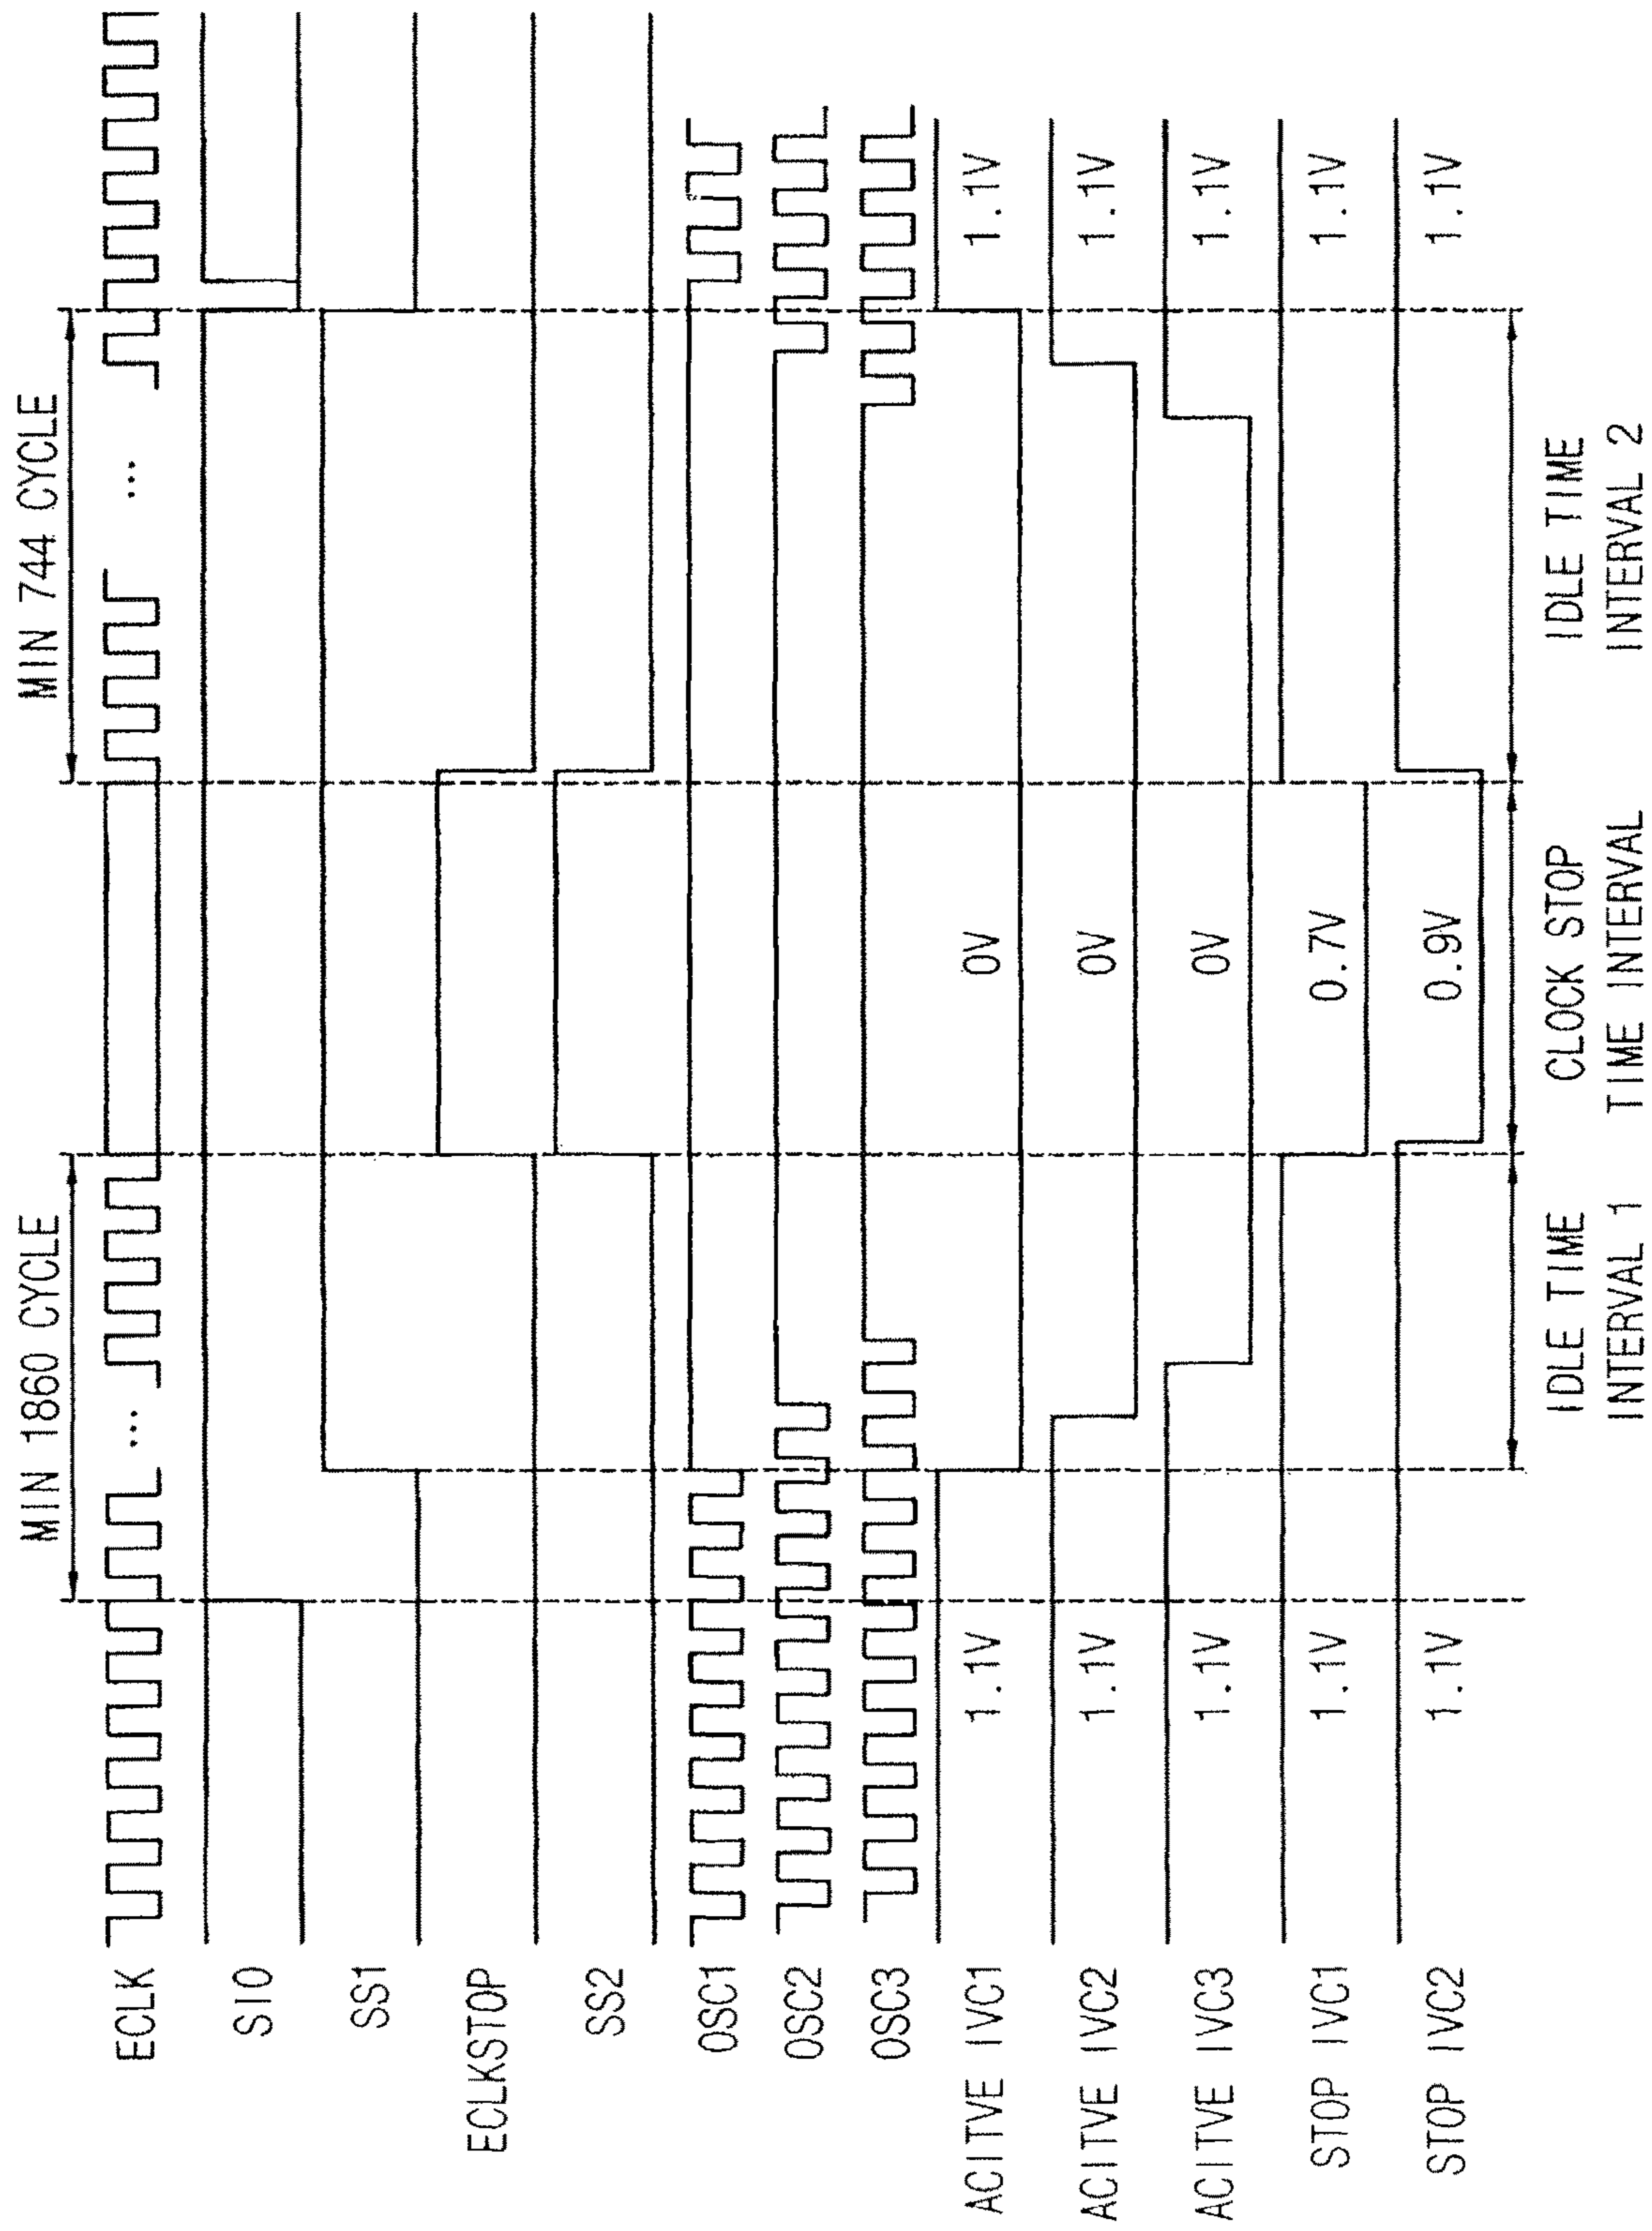 MIN 1860 CYCLE
MIN 744 CYCLE
ECLK
...
...
SIO
SS1
ECLKSTOP
SS2
OSC1
OSC2
OSC3
ACITVE IVC1
1.1V
0V
1.1V
ACITVE IVC2
1.1V
0V
1.1V
ACITVE IVC3
1.1V
0V
1.1V
STOP IVC1
1.1V
0.7V
1.1V
STOP IVC2
1.1V
0.9V
1.1V
IDLE TIME
INTERVAL 1
CLOCK STOP
TIME INTERVAL
IDLE TIME
INTERVAL 2